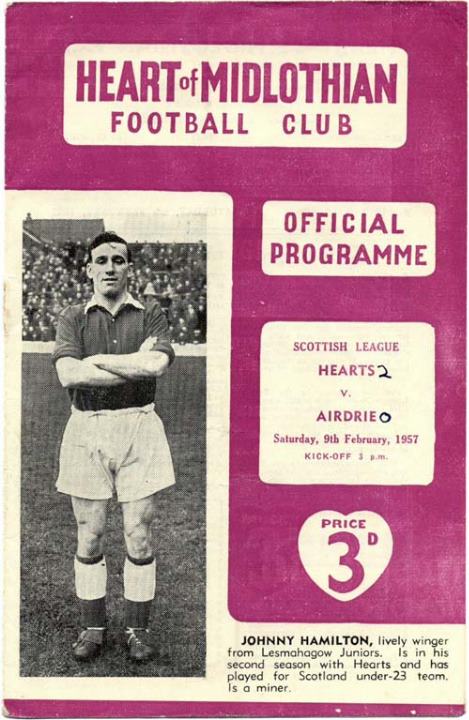 HEART of MIDLOTHIAN
FOOTBALL CLUB
OFFICIAL
PROGRAMME
SCOTTISH LEAGUE
HEARTS 2
v.
AIRDRIE 0
Saturday, 9th February, 1957
KICK-OFF 3 p.m.
PRICE
3D
JOHNNY HAMILTON, lively winger
from Lesmahagow Juniors. Is in his
second season with Hearts and has
played for Scotland under-23 team.
Is a miner.